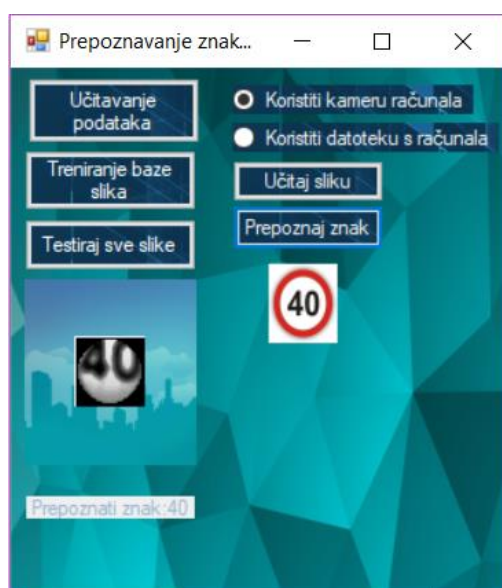 Prepoznavanje znak...
Učitavanje
podataka
Treniranje baze
slika
Testiraj sve slike
Koristiti kameru računala
Koristiti datoteku s računala
Učitaj sliku
Prepoznaj znak
40
40
Prepoznati znak:40